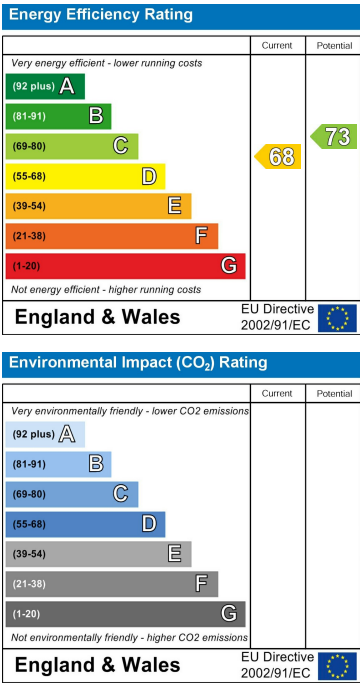 Energy Efficiency Rating
Current Potential
Very energy efficient - lower running costs
(92 plus) A
(81-91) B
(69-80) C
(55-68) D
(39-54) E
(21-38) F
(1-20) G
68
73
Not energy efficient - higher running costs
England & Wales
EU Directive
2002/91/EC
Environmental Impact (CO₂) Rating
Current Potential
Very environmentally friendly - lower CO2 emissions
(92 plus) A
(81-91) B
(69-80) C
(55-68) D
(39-54) E
(21-38) F
(1-20) G
Not environmentally friendly - higher CO2 emissions
England & Wales
EU Directive
2002/91/EC